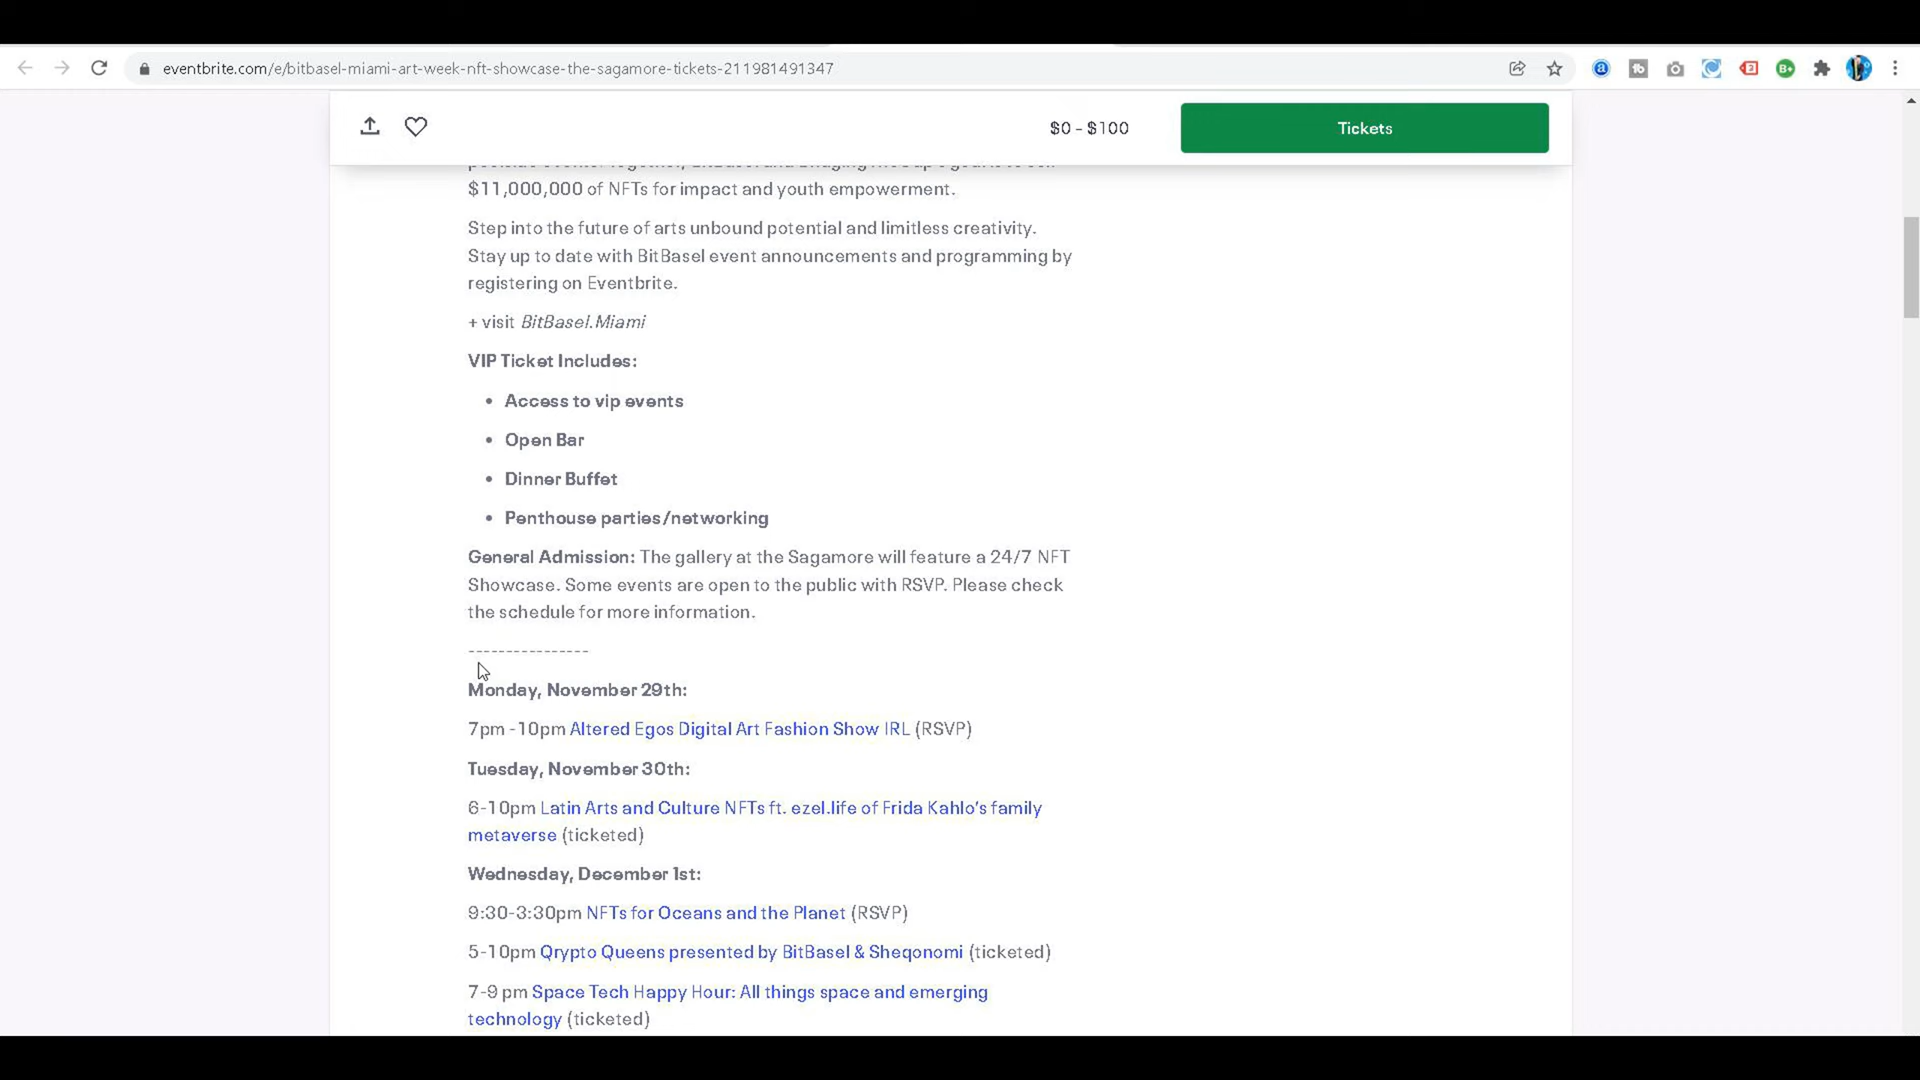 eventbrite.com/e/bitbasel-miami-art-week-nft-showcase-the-sagamore-tickets-211981491347
$0 - $100
Tickets
$11,000,000 of NFTs for impact and youth empowerment.
Step into the future of arts unbound potential and limitless creativity.
Stay up to date with BitBasel event announcements and programming by
registering on Eventbrite.
+ visit BitBasel.Miami
VIP Ticket Includes:
• Access to vip events
• Open Bar
• Dinner Buffet
• Penthouse parties/networking
General Admission: The gallery at the Sagamore will feature a 24/7 NFT
Showcase. Some events are open to the public with RSVP. Please check
the schedule for more information.
----------------
Monday, November 29th:
7pm -10pm Altered Egos Digital Art Fashion Show IRL (RSVP)
Tuesday, November 30th:
6-10pm Latin Arts and Culture NFTs ft. ezel.life of Frida Kahlo's family
metaverse (ticketed)
Wednesday, December 1st:
9:30-3:30pm NFTs for Oceans and the Planet (RSVP)
5-10pm Qrypto Queens presented by BitBasel & Sheqonomi (ticketed)
7-9 pm Space Tech Happy Hour: All things space and emerging
technology (ticketed)